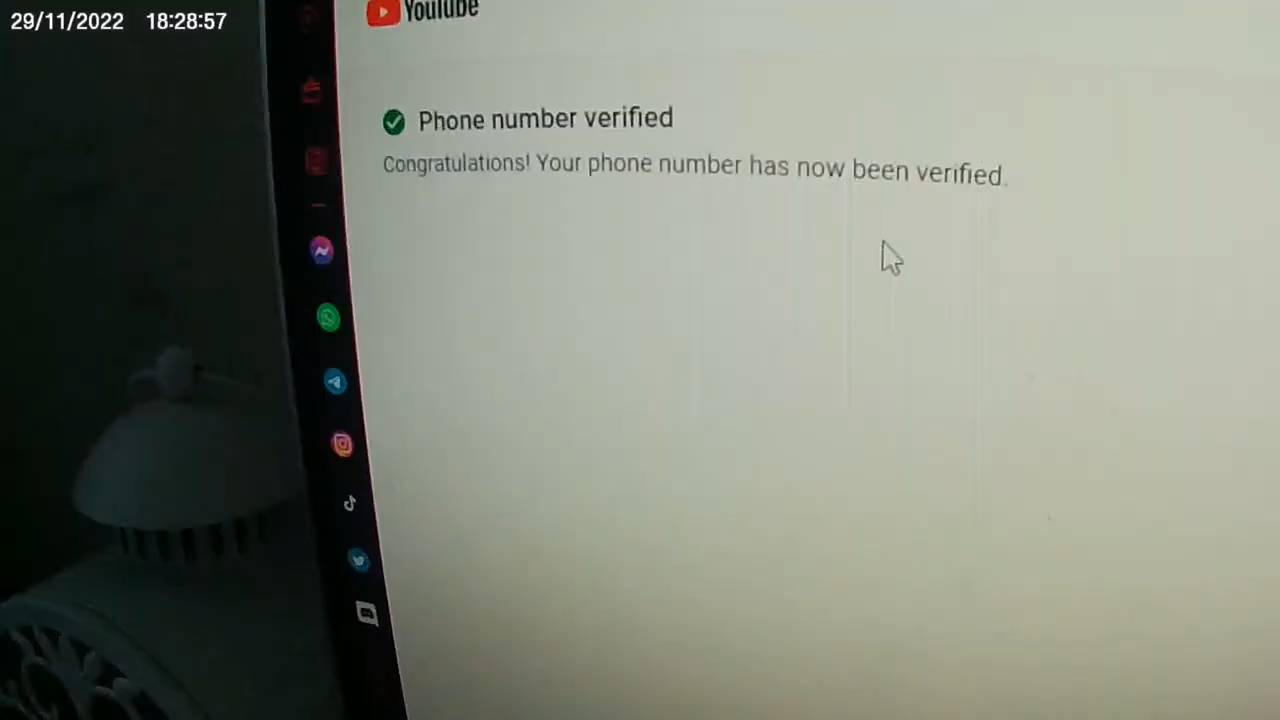 29/11/2022 18:28:57
YouTube
Phone number verified
Congratulations! Your phone number has now been verified.